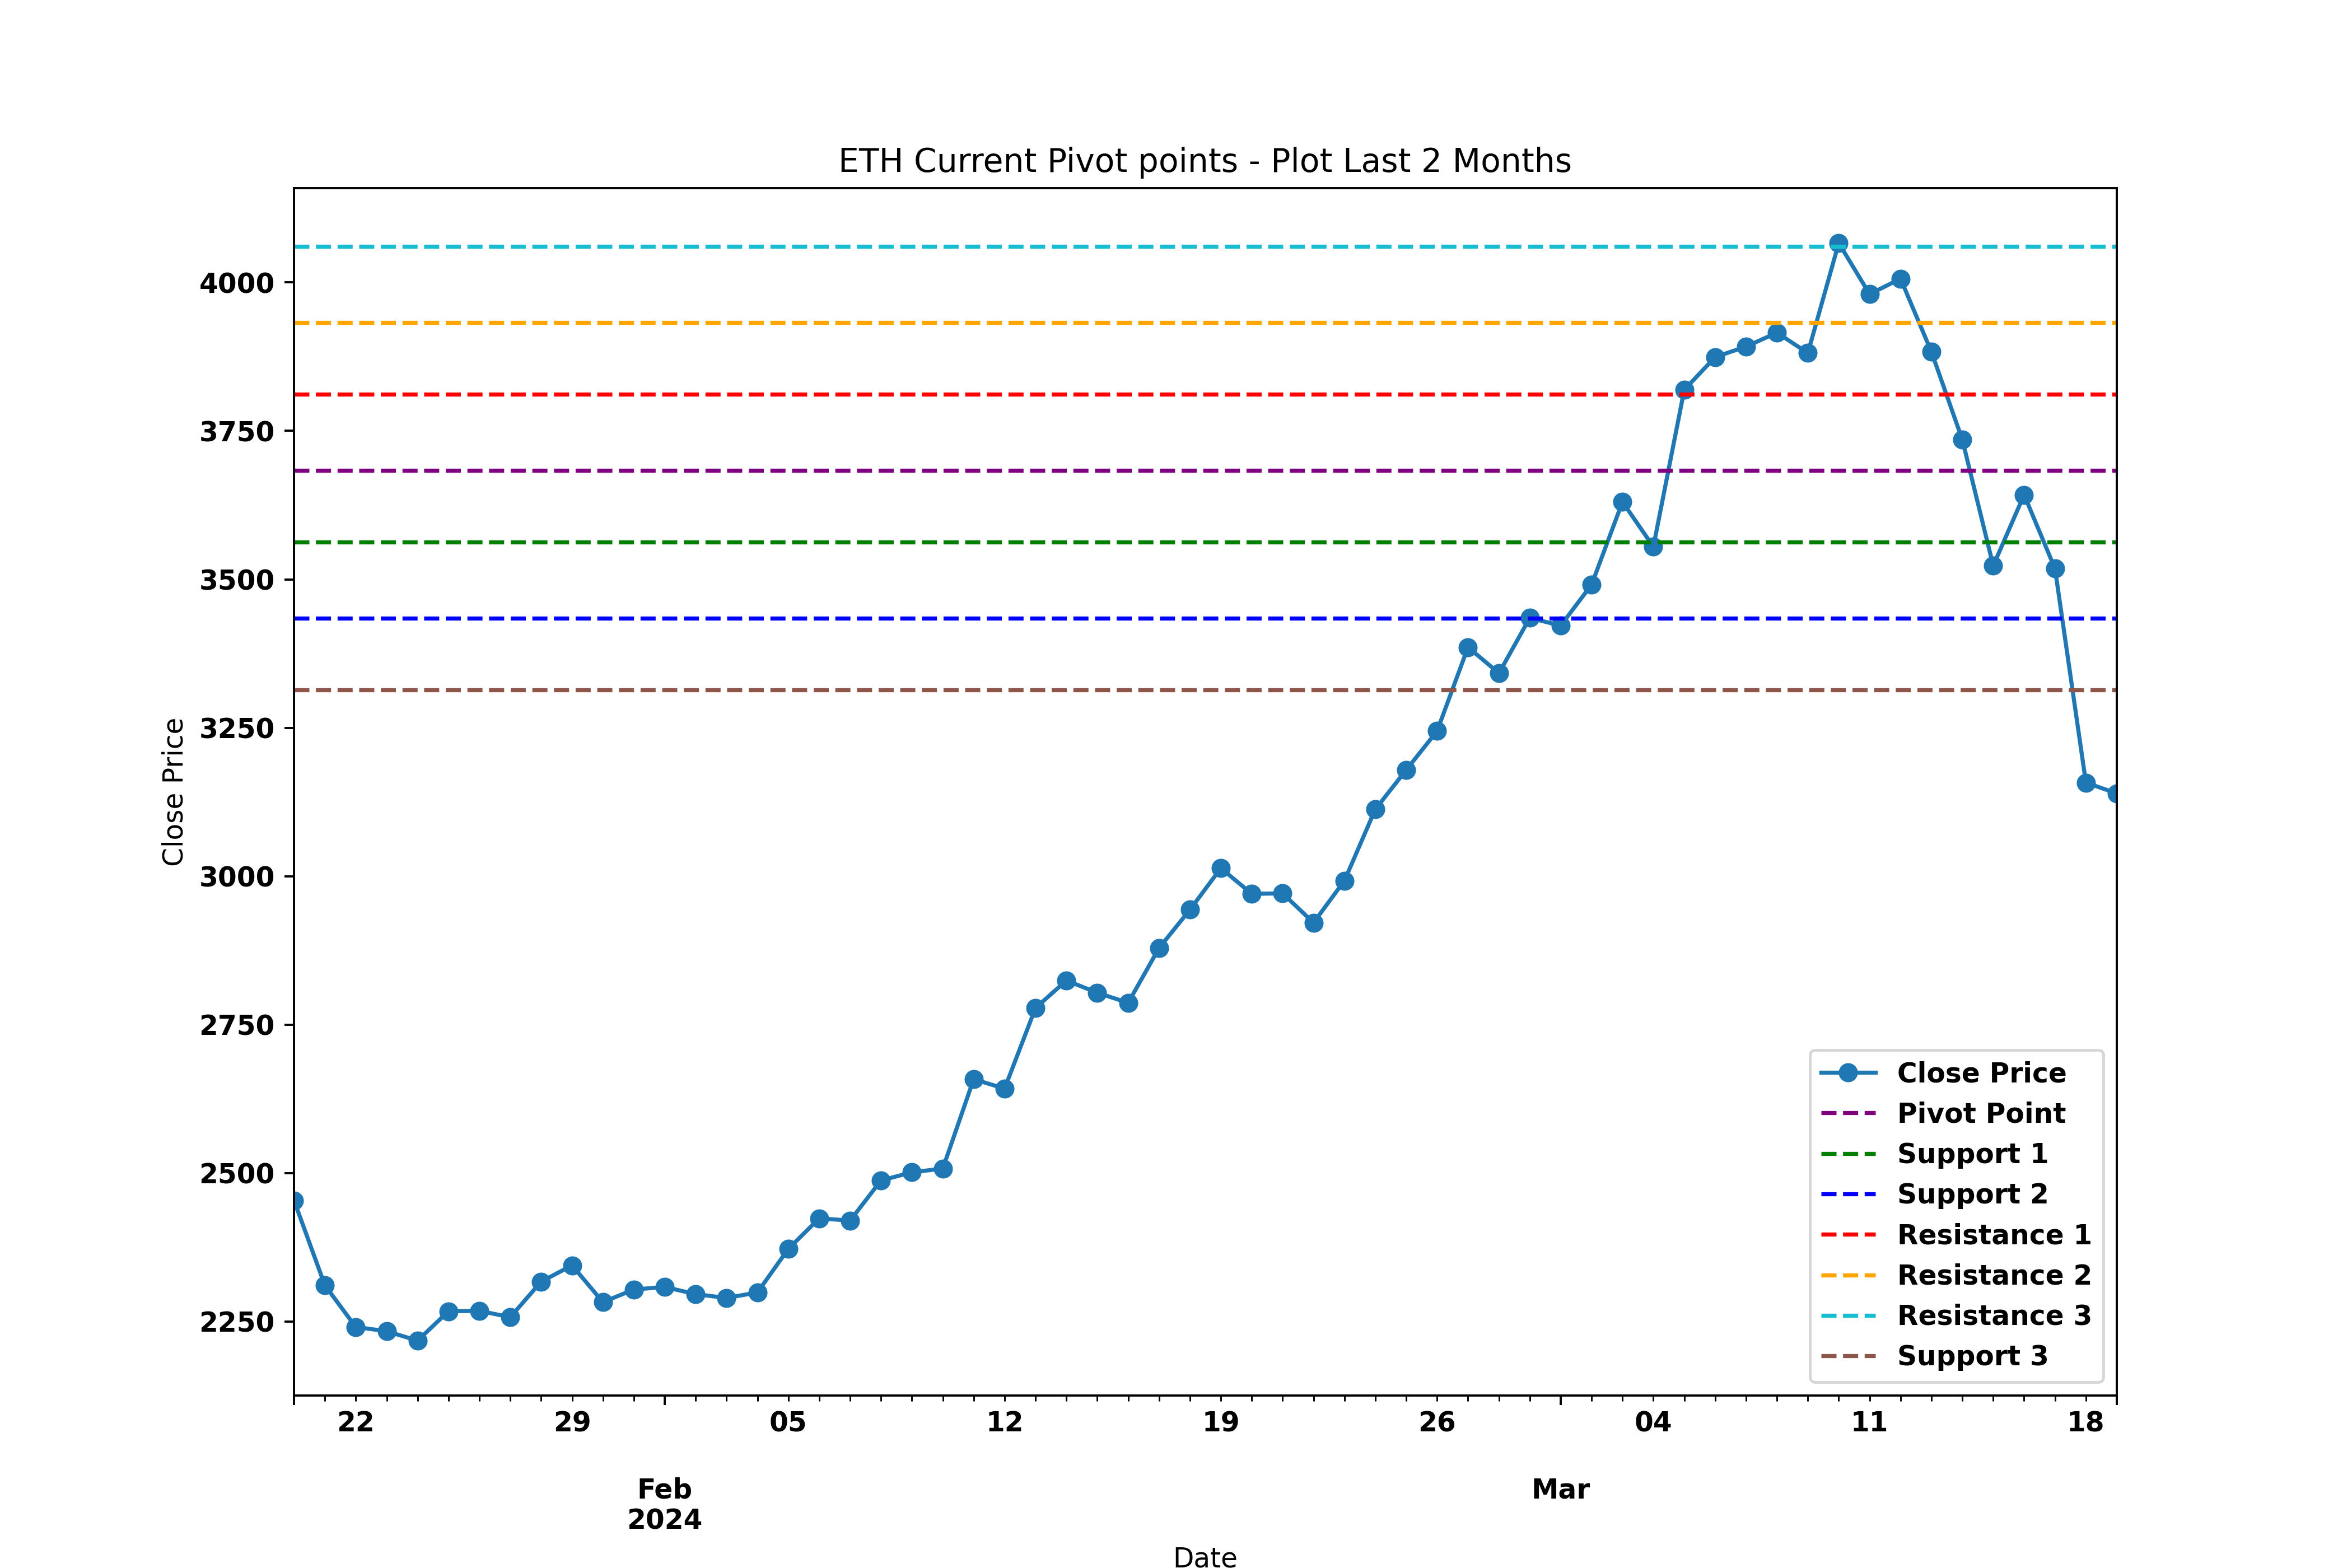 ETH Current Pivot points - Plot Last 2 Months
4000
3750
3500
3250
3000
2750
2500
2250
Close Price
Close Price
Pivot Point
Support 1
Support 2
Resistance 1
Resistance 2
Resistance 3
Support 3
22 29 05 12 19 26 04 11 18
Feb Mar
2024
Date